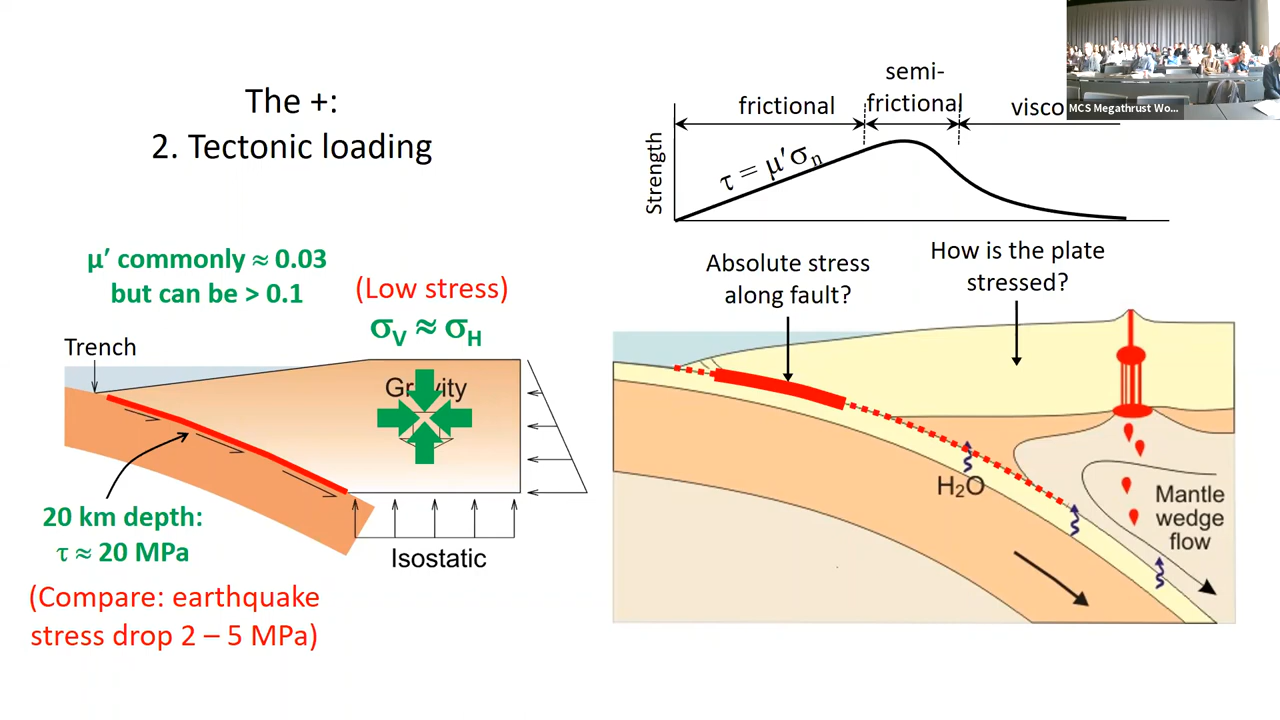 The +:
2. Tectonic loading
μ′ commonly ≈ 0.03
but can be > 0.1
(Low stress)
σV ≈ σH
Trench
Gravity
20 km depth:
τ ≈ 20 MPa
Isostatic
(Compare: earthquake
stress drop 2 – 5 MPa)
frictional
semi-
frictional
visco
Strength
τ = μ′σn
Absolute stress
along fault?
How is the plate
stressed?
H2O
Mantle
wedge
flow
MCS Megathrust Wo...